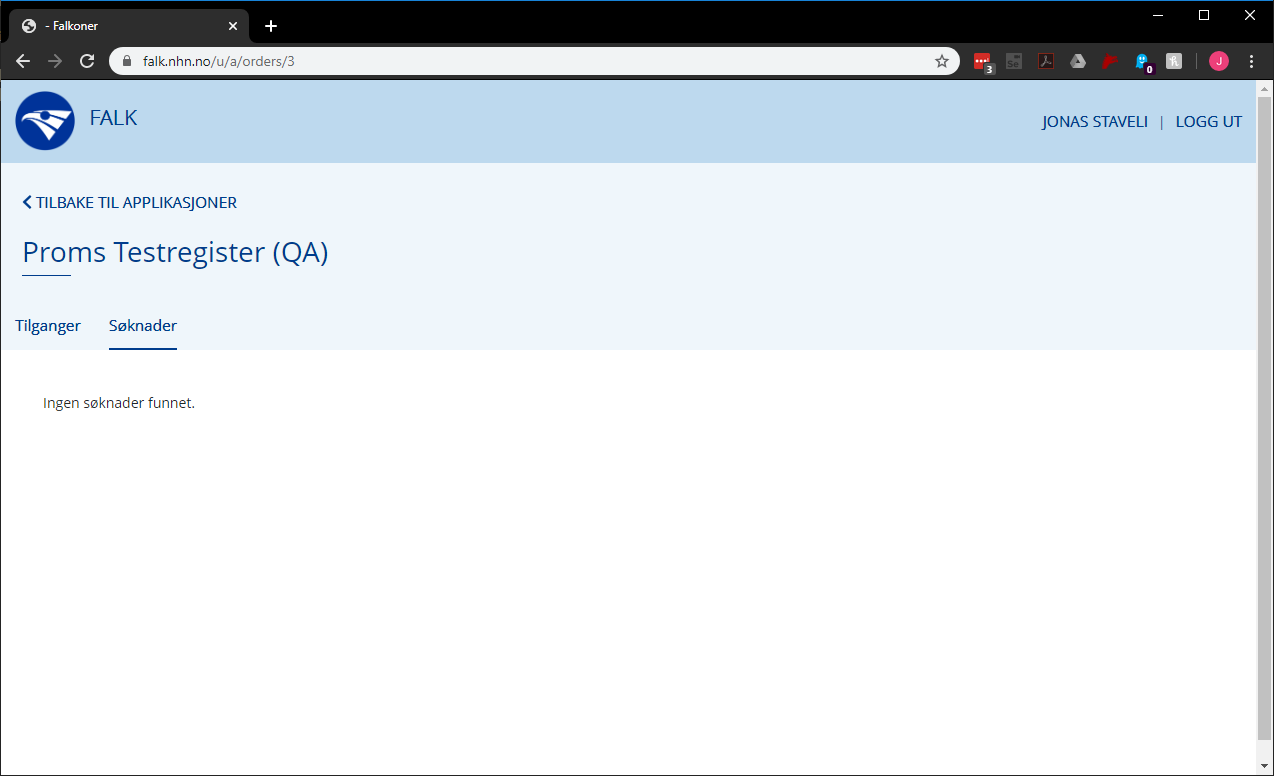 - Falkoner
falk.nhn.no/u/a/orders/3
3
Se
0
J
FALK
JONAS STAVELI | LOGG UT
TILBAKE TIL APPLIKASJONER
Proms Testregister (QA)
Tilganger Søknader
Ingen søknader funnet.